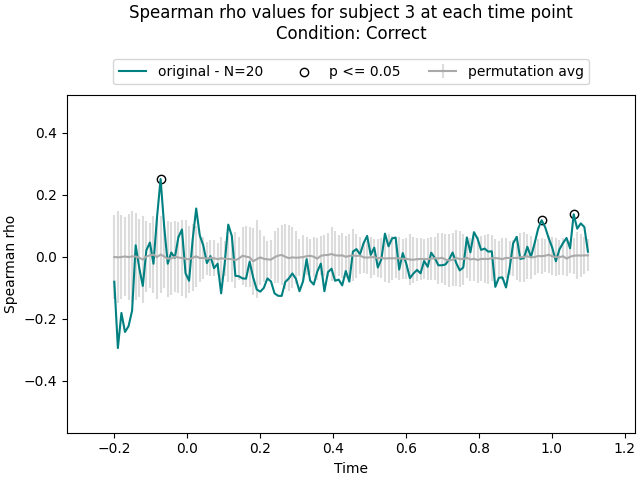 Spearman rho values for subject 3 at each time point
Condition: Correct
original - N=20
p <= 0.05
permutation avg
Spearman rho
0.4
0.2
0.0
−0.2
−0.4
−0.2
0.0
0.2
0.4
0.6
0.8
1.0
1.2
Time